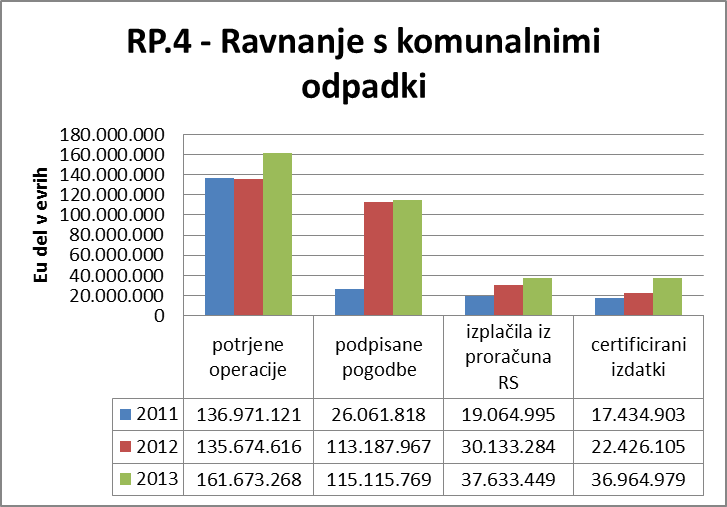 RP.4 - Ravnanje s komunalnimi
odpadki
Eu del v evrih
180.000.000
160.000.000
140.000.000
120.000.000
100.000.000
80.000.000
60.000.000
40.000.000
20.000.000
0
potrjene operacije
podpisane pogodbe
izplačila iz proračuna RS
certificirani izdatki
2011 136.971.121 26.061.818 19.064.995 17.434.903
2012 135.674.616 113.187.967 30.133.284 22.426.105
2013 161.673.268 115.115.769 37.633.449 36.964.979